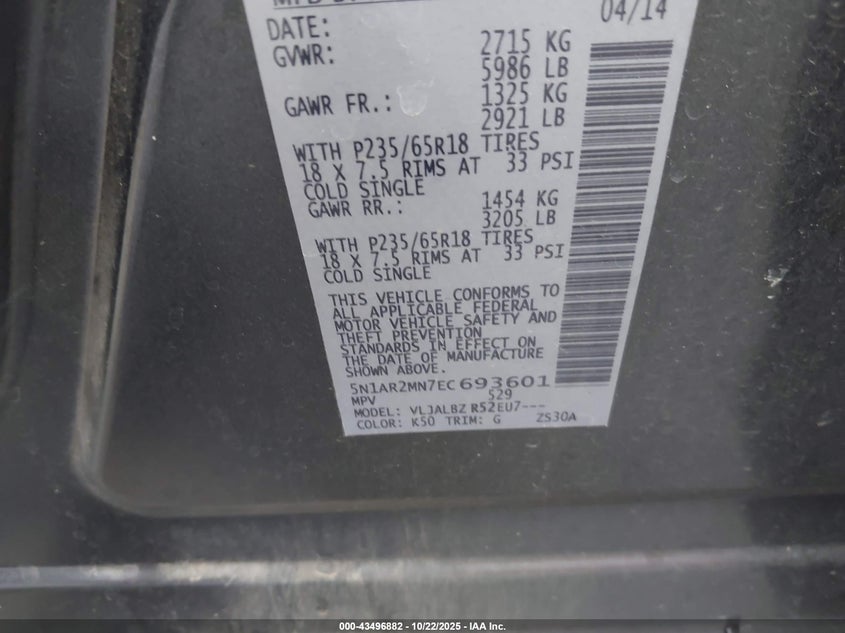 04/14
DATE:
GVWR: 2715 KG
5986 LB
GAWR FR.: 1325 KG
2921 LB
WITH P235/65R18 TIRES
18 X 7.5 RIMS AT 33 PSI
COLD SINGLE
GAWR RR.: 1454 KG
3205 LB
WITH P235/65R18 TIRES
18 X 7.5 RIMS AT 33 PSI
COLD SINGLE
THIS VEHICLE CONFORMS TO
ALL APPLICABLE FEDERAL
MOTOR VEHICLE SAFETY AND
THEFT PREVENTION
STANDARDS IN EFFECT ON
THE DATE OF MANUFACTURE
SHOWN ABOVE.
5N1AR2MN7EC693601
MPV 529
MODEL: VLJALBZ R52EU7---
COLOR: K50 TRIM: G ZS30A
000-43496882 - 10/22/2025 - IAA Inc.